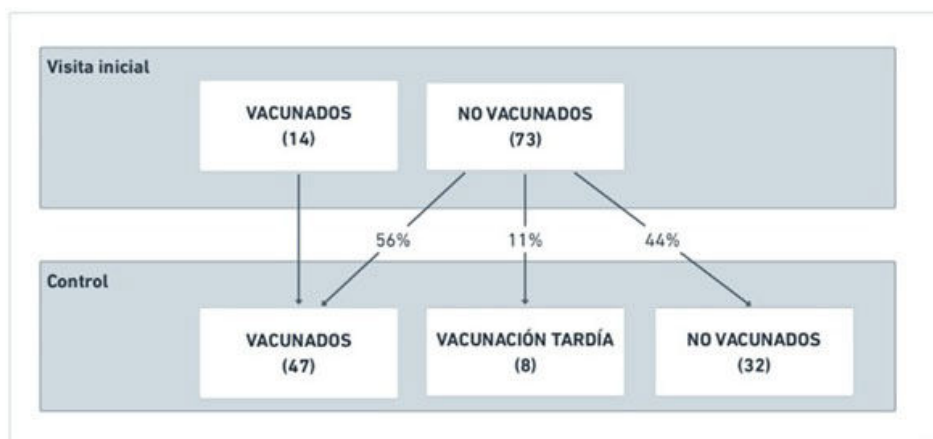 Visita inicial
VACUNADOS
(14)
NO VACUNADOS
(73)
56%
11%
44%
Control
VACUNADOS
(47)
VACUNACIÓN TARDÍA
(8)
NO VACUNADOS
(32)